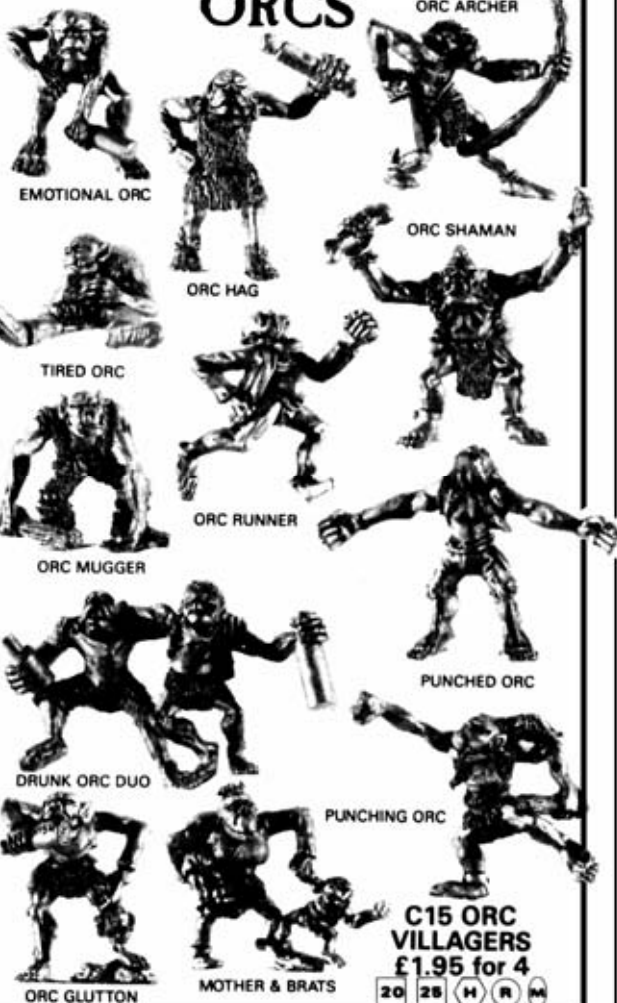 ORCS
ORC ARCHER
EMOTIONAL ORC
ORC HAG
ORC SHAMAN
TIRED ORC
ORC RUNNER
ORC MUGGER
PUNCHED ORC
DRUNK ORC DUO
PUNCHING ORC
ORC GLUTTON
MOTHER & BRATS
C15 ORC
VILLAGERS
£1.95 for 4
20 25 H R M